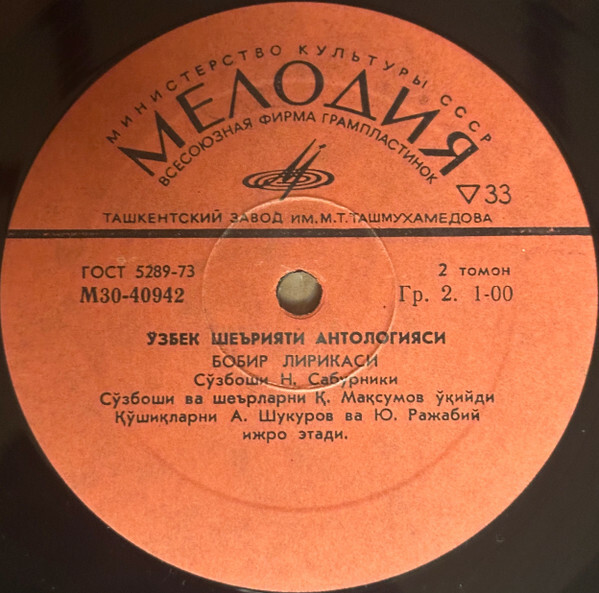 МИНИСТЕРСТВО КУЛЬТУРЫ СССР
МЕЛОДИЯ
ВСЕСОЮЗНАЯ ФИРМА ГРАМПЛАСТИНОК
▽33
ТАШКЕНТСКИЙ ЗАВОД ИМ. М.Т. ТАШМУХАМЕДОВА
ГОСТ 5289-73
2 томон
М30-40942
Гр. 2. 1-00
ЎЗБЕК ШЕЪРИЯТИ АНТОЛОГИЯСИ
БОБИР ЛИРИКАСИ
Сўзбоши Н. Сабурники
Сўзбоши ва шеърларни Қ. Мақсумов ўқийди
Қўшиқларни А. Шукуров ва Ю. Ражабий
ижро этади.